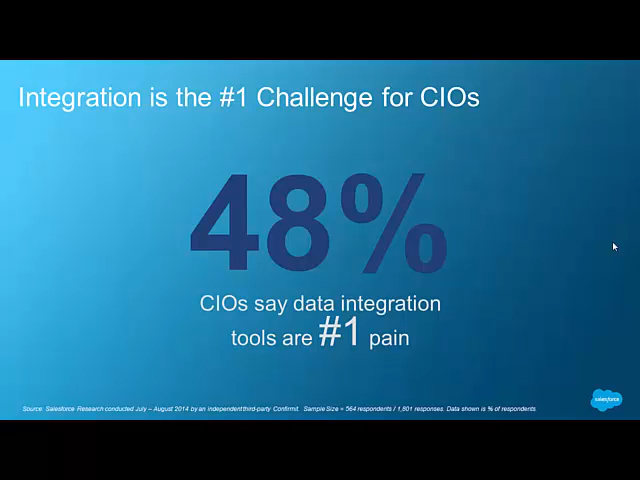 Integration is the #1 Challenge for CIOs
48%
CIOs say data integration
tools are #1 pain
Source: Salesforce Research conducted July – August 2014 by an independent third-party Confirmit. Sample Size = 564 respondents / 1,801 responses. Data shown is % of respondents
salesforce